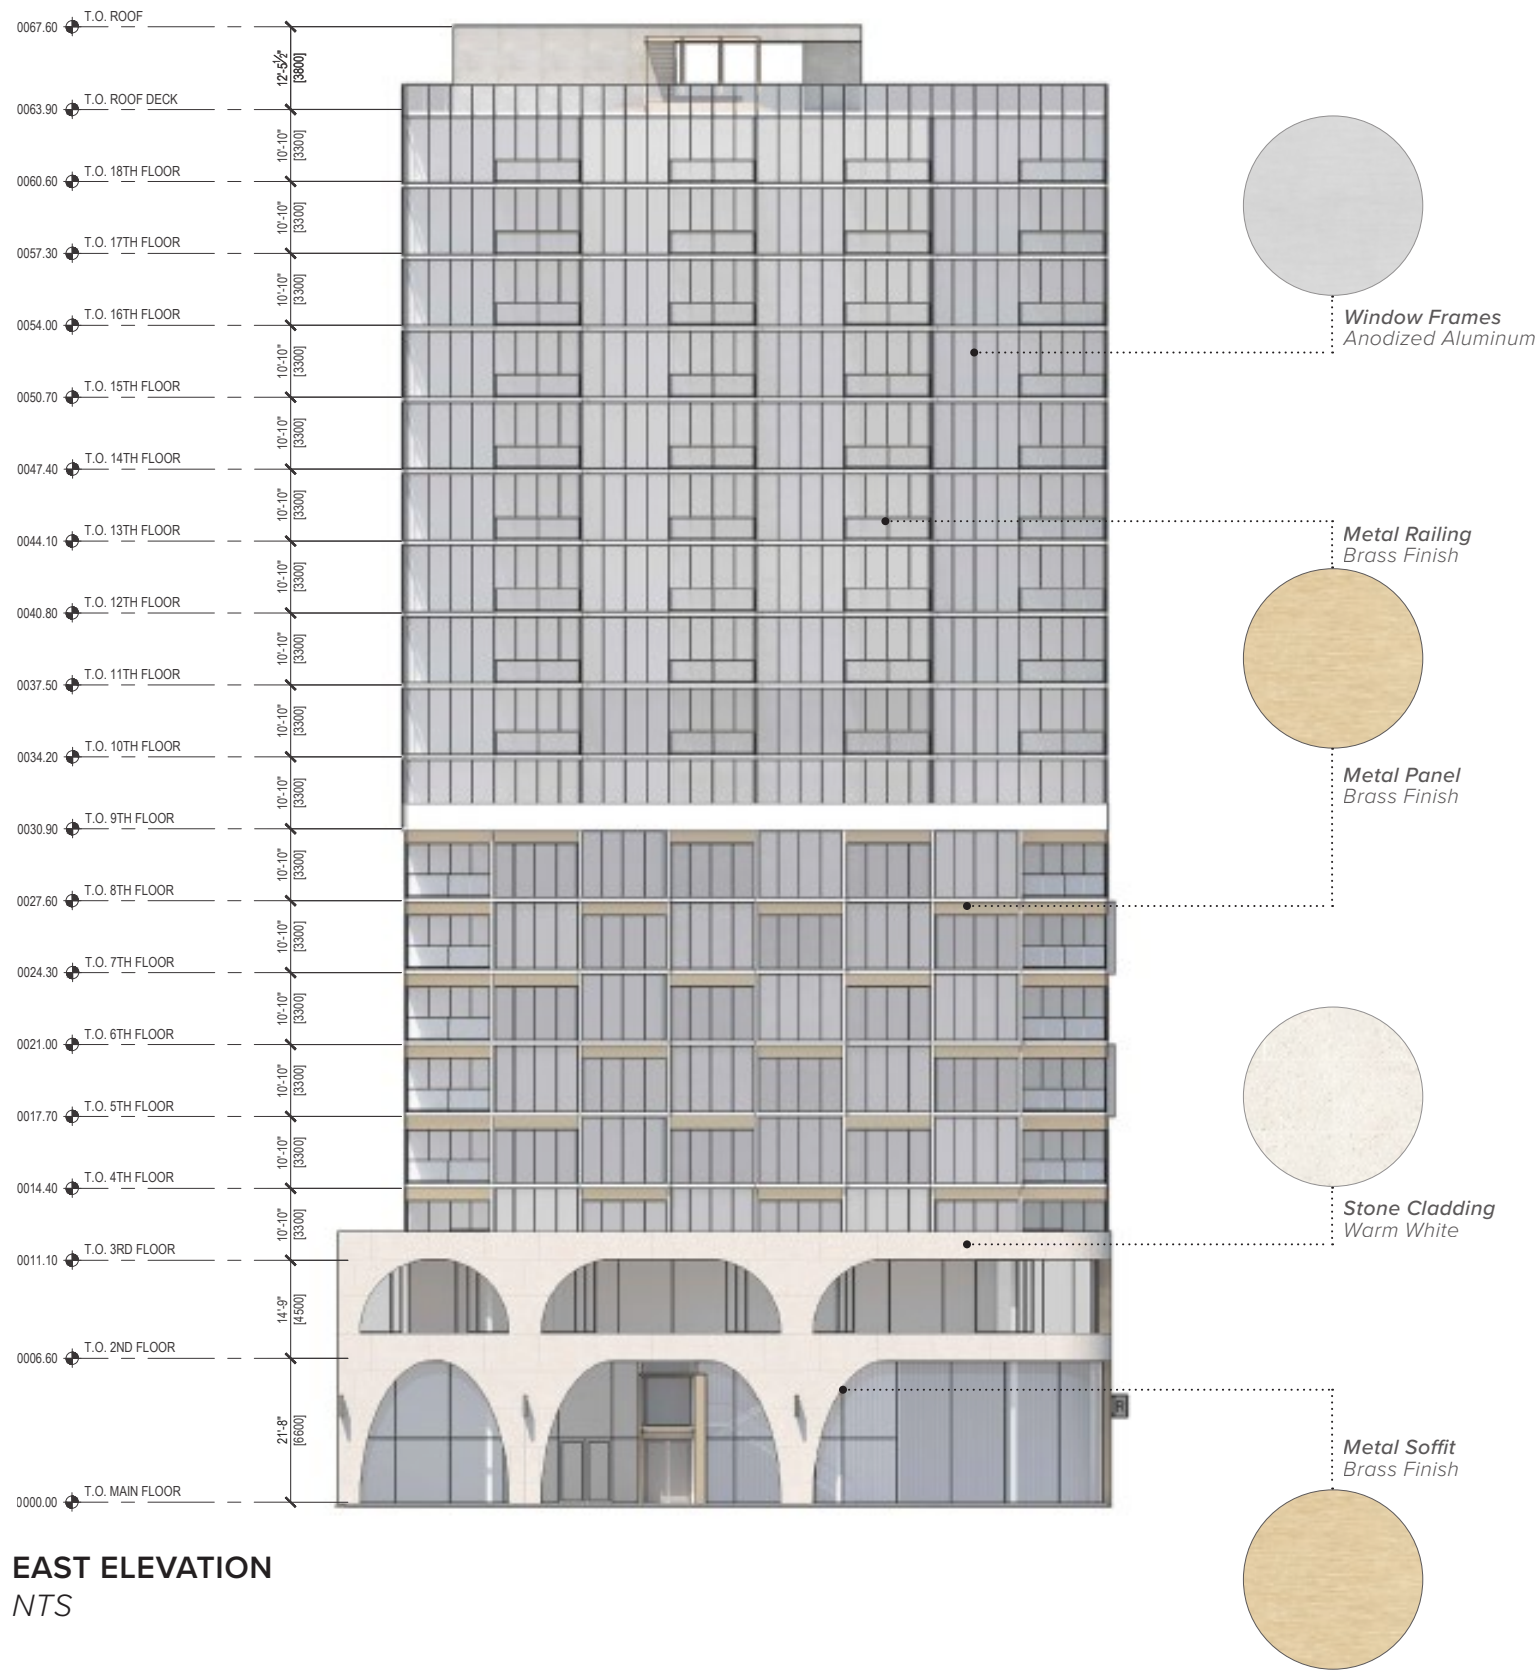 0067.60 T.O. ROOF
12'-5½" [3800]
0063.90 T.O. ROOF DECK
10'-10" [3300]
0060.60 T.O. 18TH FLOOR
10'-10" [3300]
0057.30 T.O. 17TH FLOOR
10'-10" [3300]
0054.00 T.O. 16TH FLOOR
10'-10" [3300]
0050.70 T.O. 15TH FLOOR
10'-10" [3300]
0047.40 T.O. 14TH FLOOR
10'-10" [3300]
0044.10 T.O. 13TH FLOOR
10'-10" [3300]
0040.80 T.O. 12TH FLOOR
10'-10" [3300]
0037.50 T.O. 11TH FLOOR
10'-10" [3300]
0034.20 T.O. 10TH FLOOR
10'-10" [3300]
0030.90 T.O. 9TH FLOOR
10'-10" [3300]
0027.60 T.O. 8TH FLOOR
10'-10" [3300]
0024.30 T.O. 7TH FLOOR
10'-10" [3300]
0021.00 T.O. 6TH FLOOR
10'-10" [3300]
0017.70 T.O. 5TH FLOOR
10'-10" [3300]
0014.40 T.O. 4TH FLOOR
10'-10" [3300]
0011.10 T.O. 3RD FLOOR
14'-9" [4500]
0006.60 T.O. 2ND FLOOR
21'-8" [6600]
0000.00 T.O. MAIN FLOOR
Window Frames
Anodized Aluminum
Metal Railing
Brass Finish
Metal Panel
Brass Finish
Stone Cladding
Warm White
R
Metal Soffit
Brass Finish
EAST ELEVATION
NTS